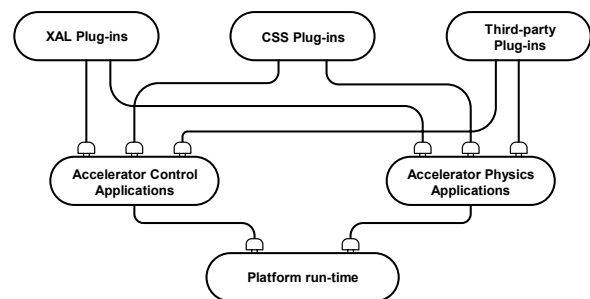 XAL Plug-ins
CSS Plug-ins
Third-party
Plug-ins
Accelerator Control
Applications
Accelerator Physics
Applications
Platform run-time